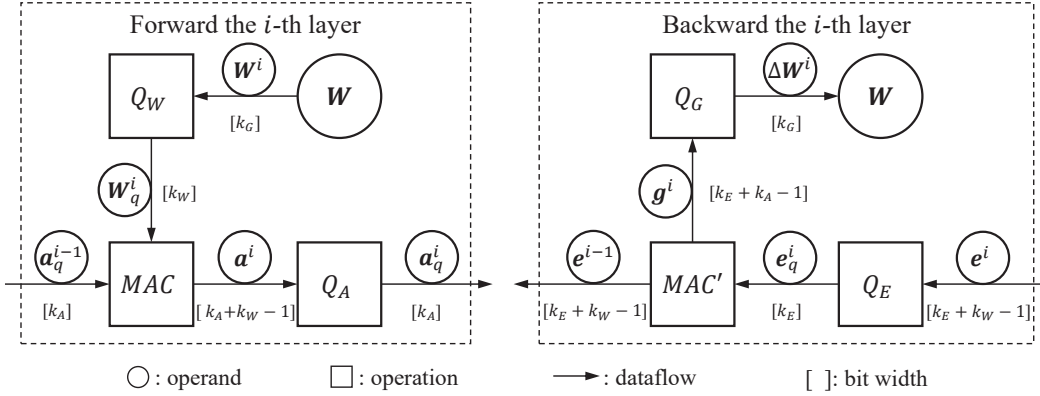 Forward the i-th layer
W^i
Q_W
W
[k_G]
W_q^i
[k_W]
a_q^{i-1}
MAC
a^i
Q_A
a_q^i
[k_A]
[k_A+k_W − 1]
[k_A]
Backward the i-th layer
ΔW^i
Q_G
W
[k_G]
g^i
[k_E + k_A − 1]
e^{i-1}
MAC′
e_q^i
Q_E
e^i
[k_E + k_W − 1]
[k_E]
[k_E + k_W − 1]
: operand
: operation
: dataflow
[ ]: bit width